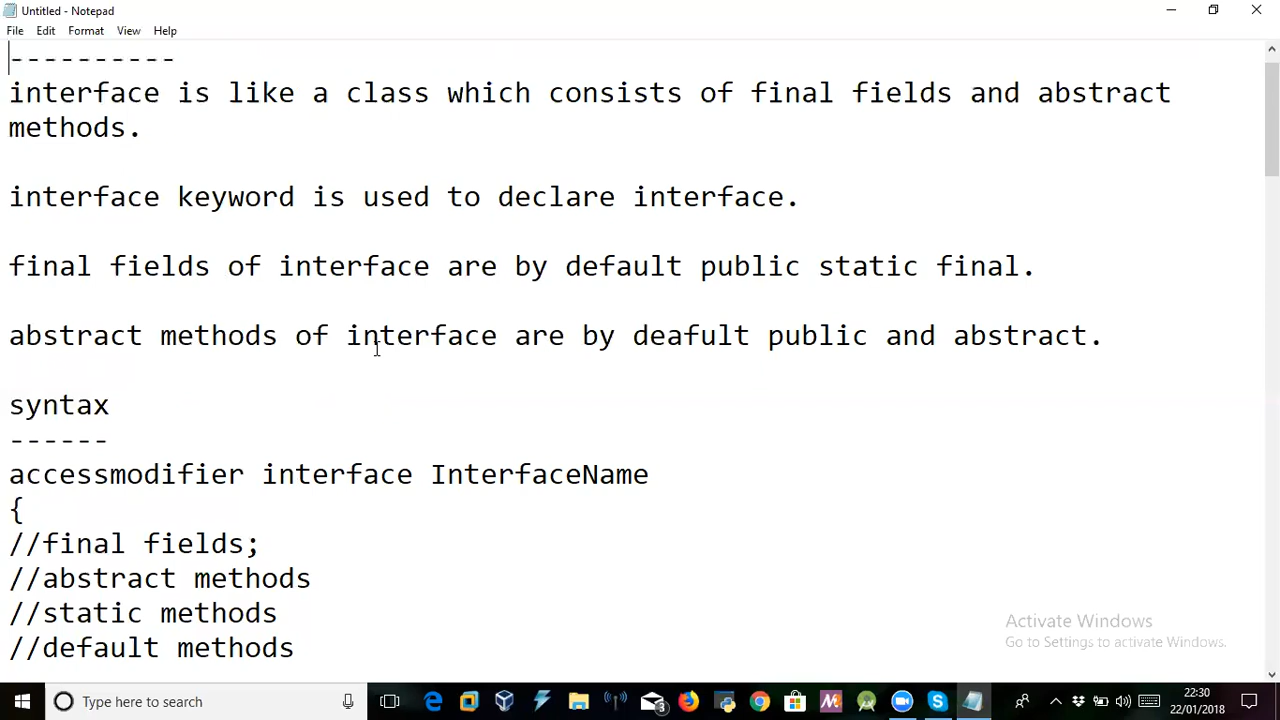 Untitled - Notepad
File Edit Format View Help
----------
interface is like a class which consists of final fields and abstract
methods.
interface keyword is used to declare interface.
final fields of interface are by default public static final.
abstract methods of interface are by deafult public and abstract.
syntax
------
accessmodifier interface InterfaceName
{
//final fields;
//abstract methods
//static methods
//default methods
Activate Windows
Go to Settings to activate Windows.
Type here to search
3
22:30
22/01/2018